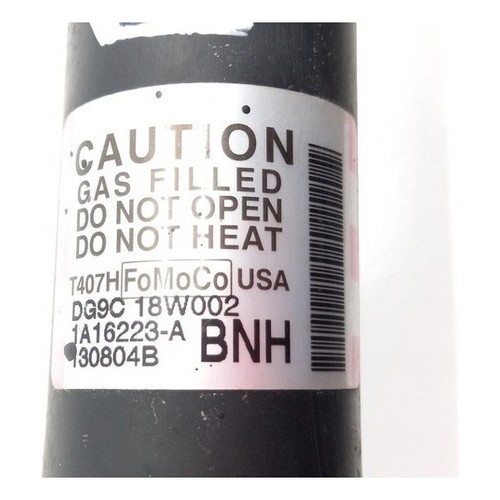 CAUTION
GAS FILLED
DO NOT OPEN
DO NOT HEAT
T407H FoMoCo USA
DG9C 18W002
1A16223-A
130804B BNH